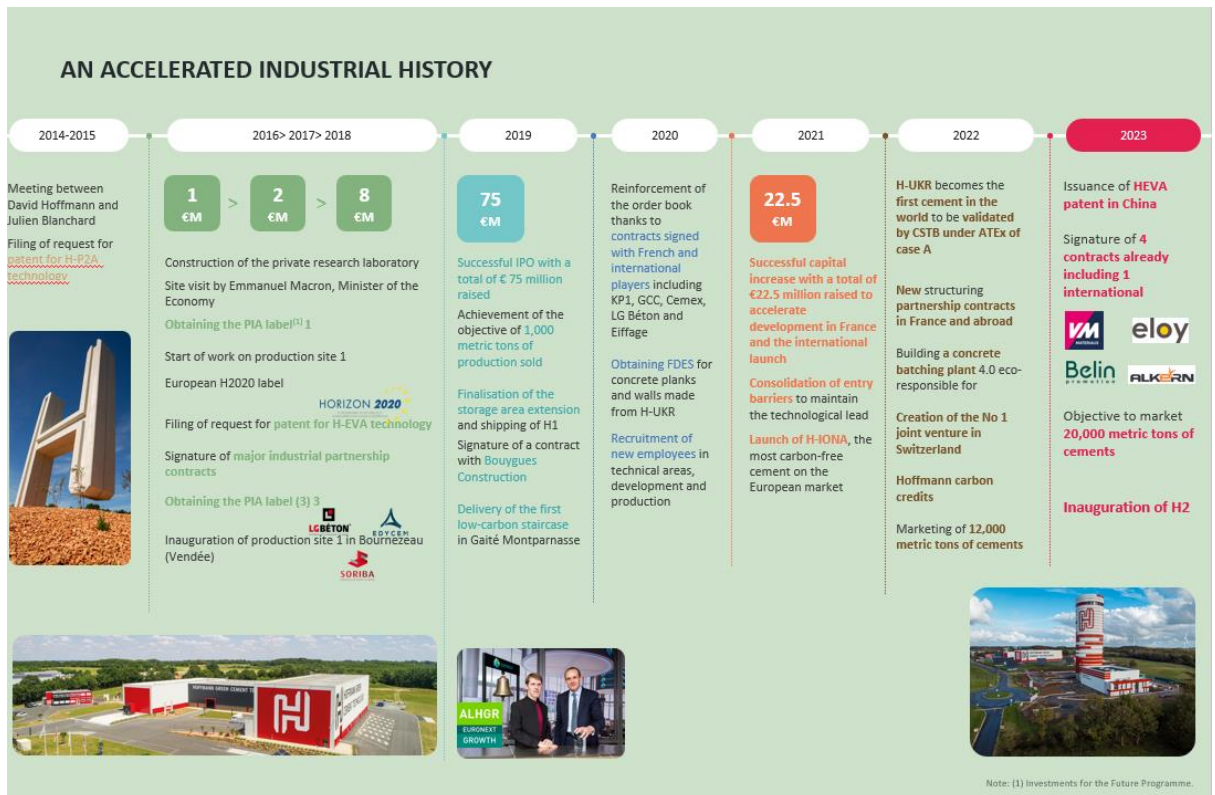 AN ACCELERATED INDUSTRIAL HISTORY
2014-2015
Meeting between
David Hoffmann and
Julien Blanchard
Filing of request for
patent for H-P2A
technology
2016> 2017> 2018
1
€M
>
2
€M
>
8
€M
Construction of the private research laboratory
Site visit by Emmanuel Macron, Minister of the
Economy
Obtaining the PIA label(1) 1
Start of work on production site 1
European H2020 label
HORIZON 2020
Filing of request for patent for H-EVA technology
Signature of major industrial partnership
contracts
Obtaining the PIA label (3) 3
LGBÉTON
EDYCEM
Inauguration of production site 1 in Bournezeau
(Vendée)
SORIBA
HOFFMANN GREEN CEMENT
2019
75
€M
Successful IPO with a
total of € 75 million
raised
Achievement of the
objective of 1,000
metric tons of
production sold
Finalisation of the
storage area extension
and shipping of H1
Signature of a contract
with Bouygues
Construction
Delivery of the first
low-carbon staircase
in Gaité Montparnasse
ALHGR
EURONEXT
GROWTH
2020
Reinforcement of
the order book
thanks to
contracts signed
with French and
international
players including
KP1, GCC, Cemex,
LG Béton and
Eiffage
Obtaining FDES for
concrete planks
and walls made
from H-UKR
Recruitment of
new employees in
technical areas,
development and
production
2021
22.5
€M
Successful capital
increase with a total of
€22.5 million raised to
accelerate
development in France
and the international
launch
Consolidation of entry
barriers to maintain
the technological lead
Launch of H-IONA, the
most carbon-free
cement on the
European market
2022
H-UKR becomes the
first cement in the
world to be validated
by CSTB under ATEx of
case A
New structuring
partnership contracts
in France and abroad
Building a concrete
batching plant 4.0 eco-
responsible for
Creation of the No 1
joint venture in
Switzerland
Hoffmann carbon
credits
Marketing of 12,000
metric tons of cements
2023
Issuance of HEVA
patent in China
Signature of 4
contracts already
including 1
international
VM
MATERIAUX
eloy
Belin
promotion
ALKERN
Objective to market
20,000 metric tons of
cements
Inauguration of H2
Note: (1) Investments for the Future Programme.